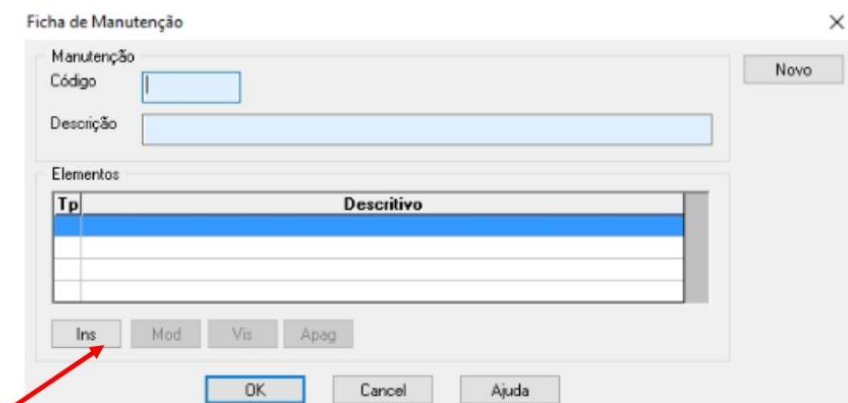 Ficha de Manutenção
Manutenção
Código
Novo
Descrição
Elementos
Tp Descritivo
Ins Mod Vis Apag
OK Cancel Ajuda